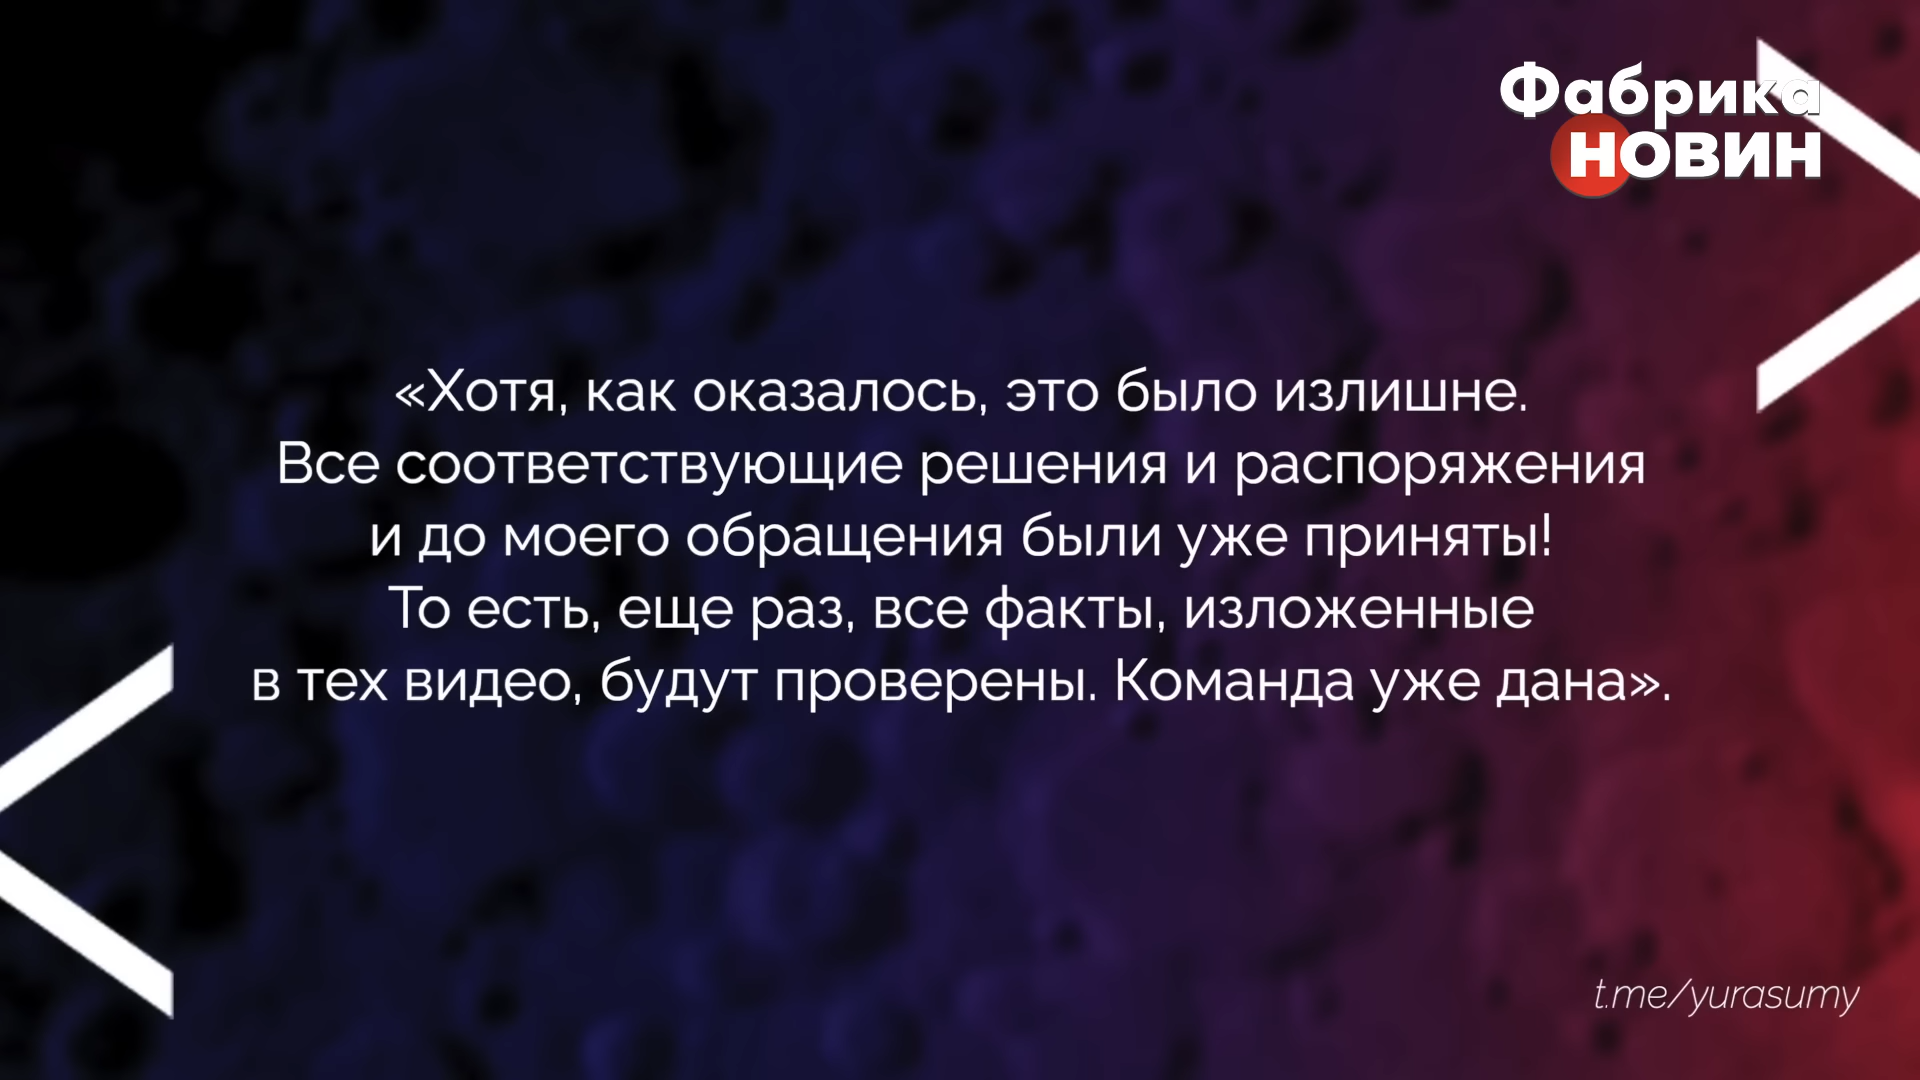 Фабрика
НОВИН
«Хотя, как оказалось, это было излишне.
Все соответствующие решения и распоряжения
и до моего обращения были уже приняты!
То есть, еще раз, все факты, изложенные
в тех видео, будут проверены. Команда уже дана».
t.me/yurasumy